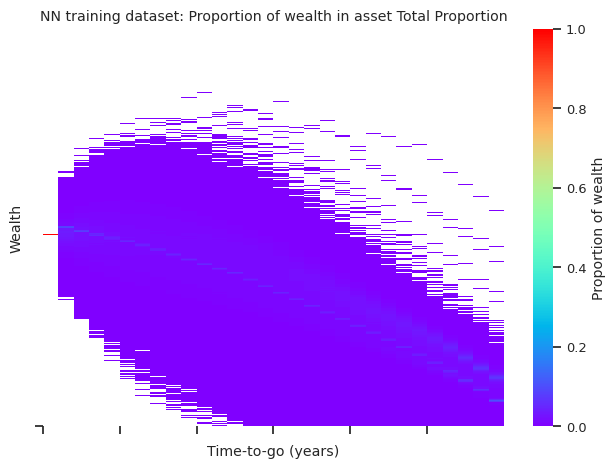 NN training dataset: Proportion of wealth in asset Total Proportion
Wealth
Time-to-go (years)
1.0
0.8
0.6
0.4
0.2
0.0
Proportion of wealth